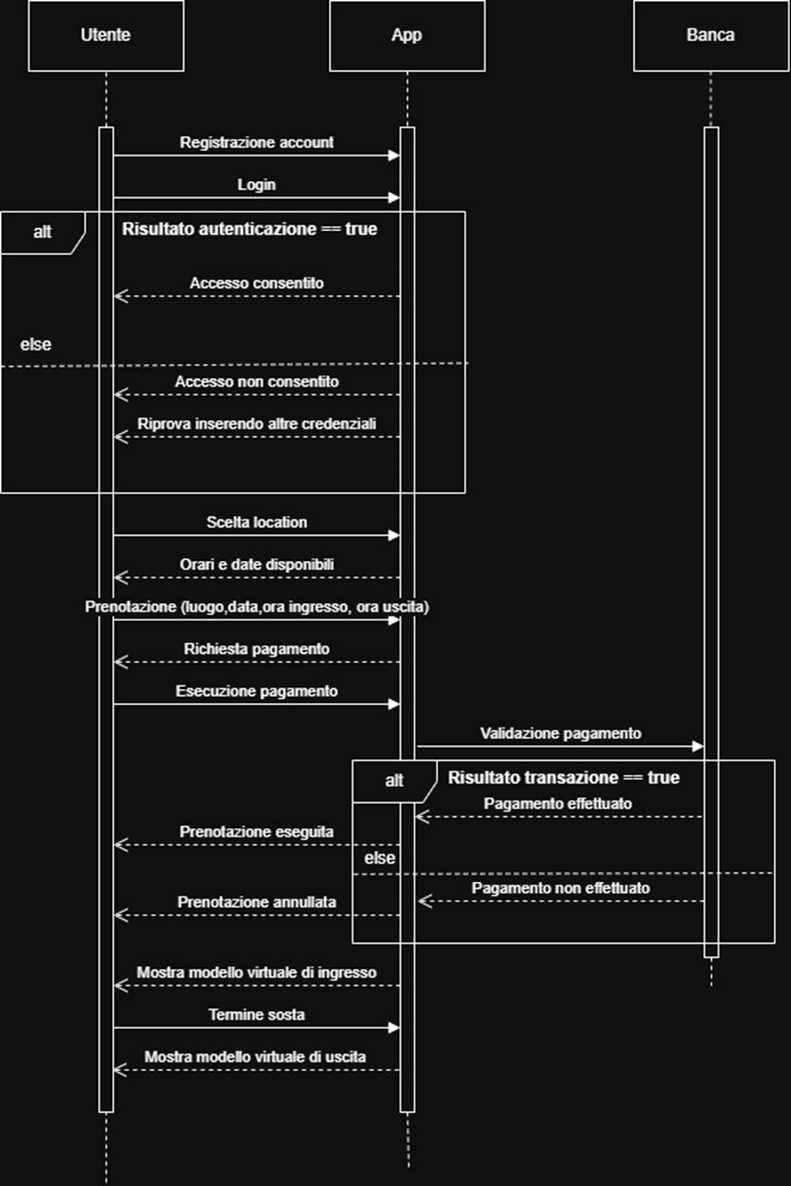 Utente
App
Banca
Registrazione account
Login
alt
Risultato autenticazione == true
Accesso consentito
else
Accesso non consentito
Riprova inserendo altre credenziali
Scelta location
Orari e date disponibili
Prenotazione (luogo,data,ora ingresso, ora uscita)
Richiesta pagamento
Esecuzione pagamento
Validazione pagamento
alt
Risultato transazione == true
Pagamento effettuato
Prenotazione eseguita
else
Pagamento non effettuato
Prenotazione annullata
Mostra modello virtuale di ingresso
Termine sosta
Mostra modello virtuale di uscita